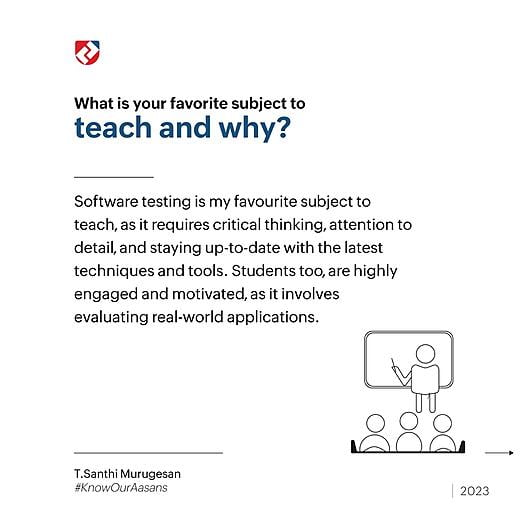 What is your favorite subject to
teach and why?
Software testing is my favourite subject to
teach, as it requires critical thinking, attention to
detail, and staying up-to-date with the latest
techniques and tools. Students too, are highly
engaged and motivated, as it involves
evaluating real-world applications.
T.Santhi Murugesan
#KnowOurAasans
2023